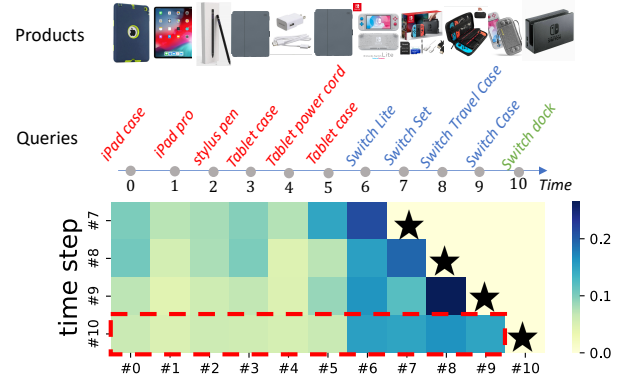 Products
SWITCH
Lite
Queries
iPad case
iPad pro
stylus pen
Tablet case
Tablet power cord
Tablet case
Switch Lite
Switch Set
Switch Travel Case
Switch Case
Switch dock
0 1 2 3 4 5 6 7 8 9 10 Time
time step
#7
#8
#9
#10
0.2
0.1
0.0
#0 #1 #2 #3 #4 #5 #6 #7 #8 #9 #10